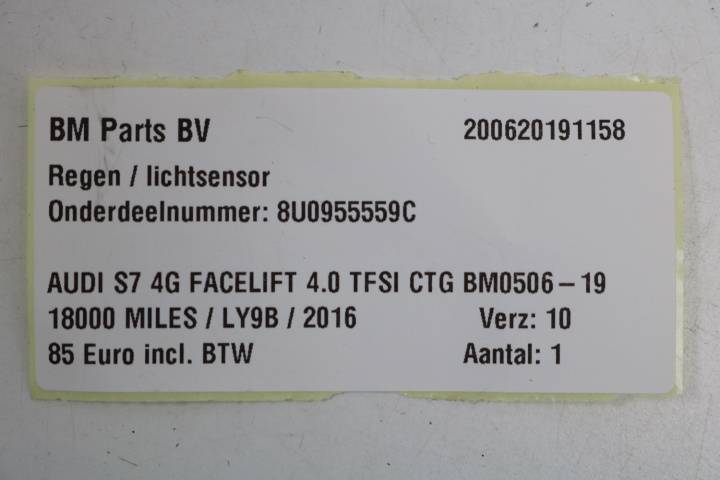 BM Parts BV 200620191158
Regen / lichtsensor
Onderdeelnummer: 8U0955559C
AUDI S7 4G FACELIFT 4.0 TFSI CTG BM0506 – 19
18000 MILES / LY9B / 2016 Verz: 10
85 Euro incl. BTW Aantal: 1